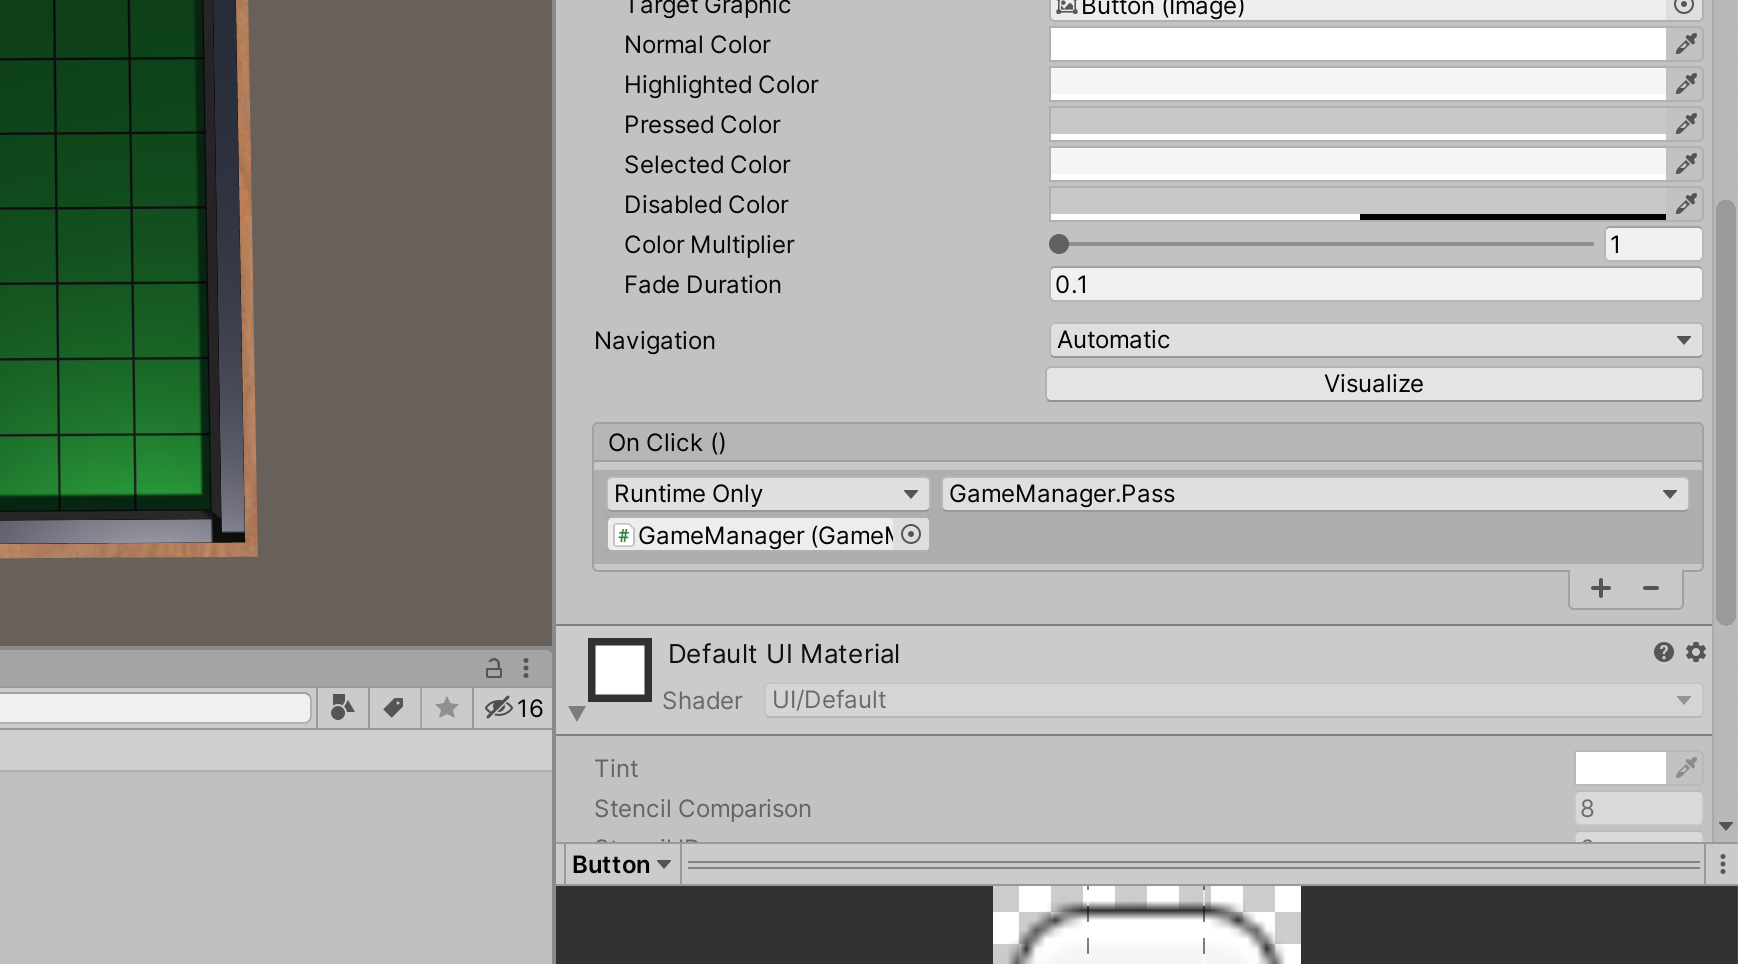 Target Graphic
Button (Image)
Normal Color
Highlighted Color
Pressed Color
Selected Color
Disabled Color
Color Multiplier
1
Fade Duration
0.1
Navigation
Automatic
Visualize
On Click ()
Runtime Only
GameManager.Pass
# GameManager (GameM
Default UI Material
Shader
UI/Default
16
Tint
Stencil Comparison
8
Button